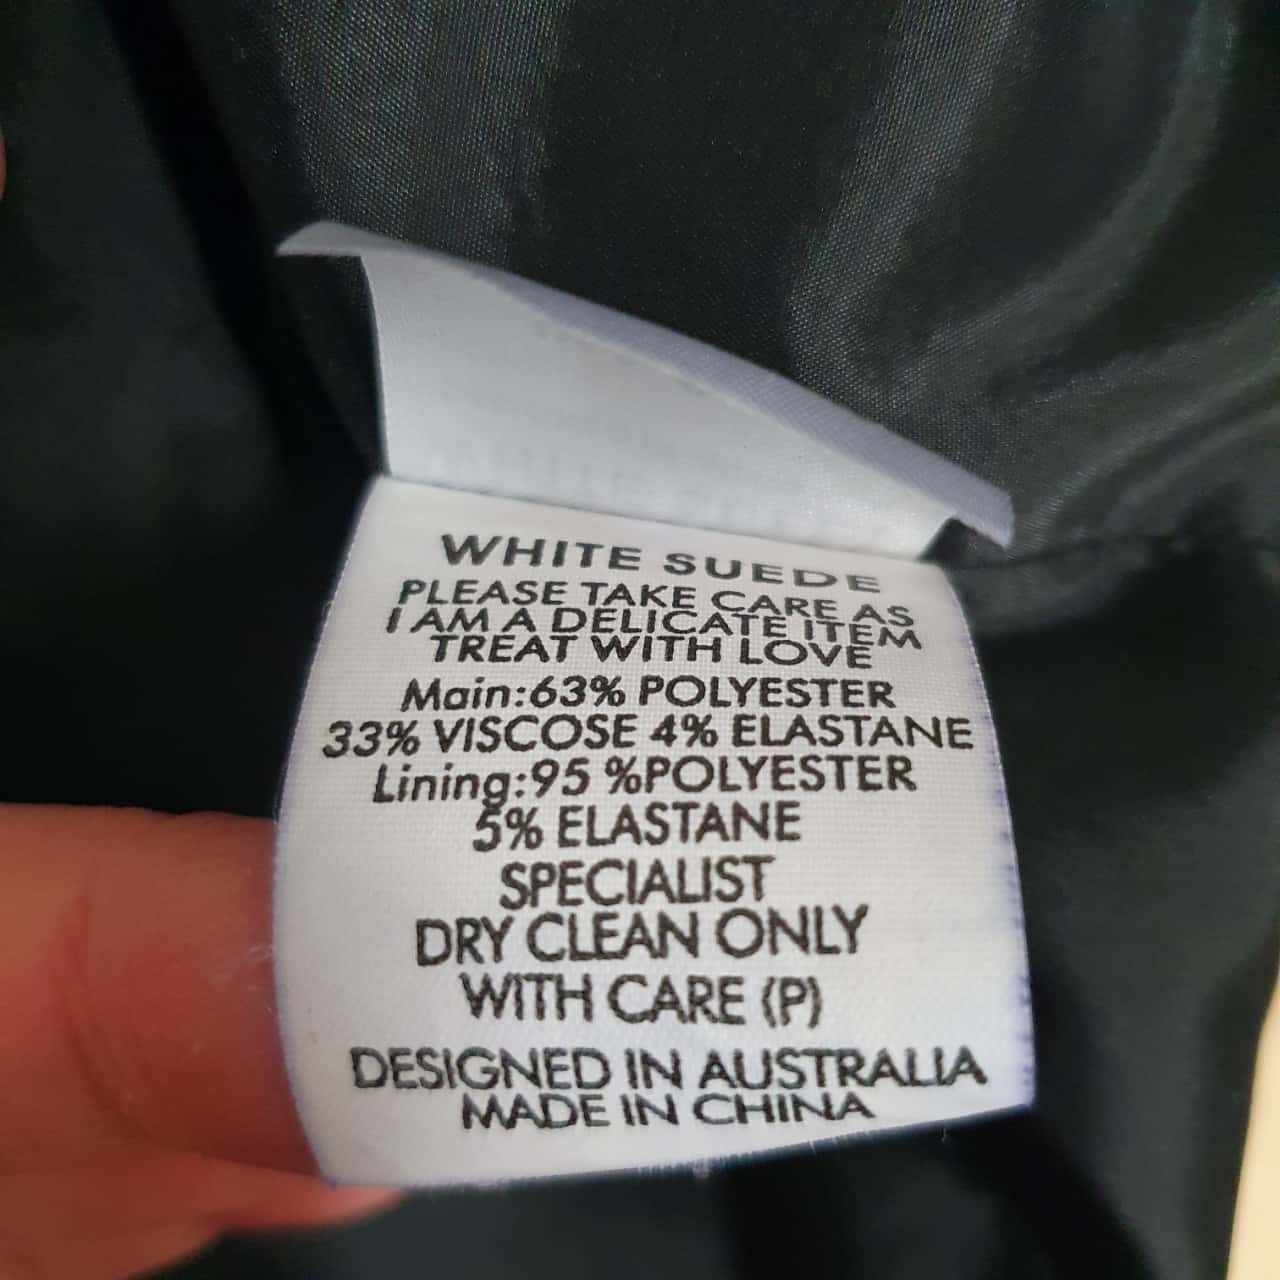 WHITE SUEDE
PLEASE TAKE CARE AS
I AM A DELICATE ITEM
TREAT WITH LOVE
Main:63% POLYESTER
33% VISCOSE 4% ELASTANE
Lining:95 %POLYESTER
5% ELASTANE
SPECIALIST
DRY CLEAN ONLY
WITH CARE (P)
DESIGNED IN AUSTRALIA
MADE IN CHINA